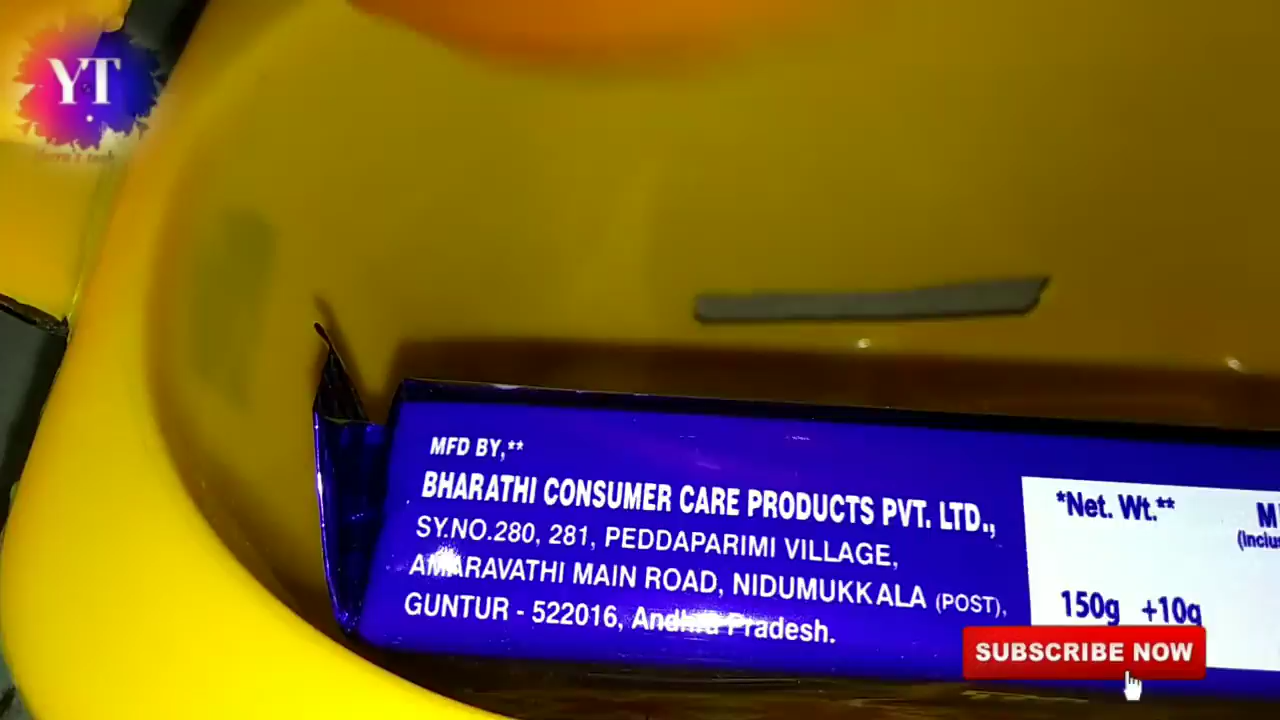 YT
MFD BY,**
BHARATHI CONSUMER CARE PRODUCTS PVT. LTD.,
SY.NO.280, 281, PEDDAPARIMI VILLAGE,
AMARAVATHI MAIN ROAD, NIDUMUKKALA (POST),
GUNTUR - 522016, Andhra Pradesh.
*Net. Wt.**
150g +10g
SUBSCRIBE NOW